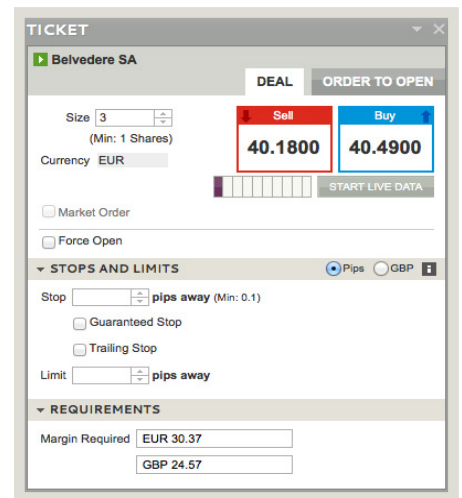 TICKET
Belvedere SA
DEAL ORDER TO OPEN
Size 3
(Min: 1 Shares)
Currency EUR
Sell
40.1800
Buy
40.4900
START LIVE DATA
Market Order
Force Open
STOPS AND LIMITS Pips GBP i
Stop pips away (Min: 0.1)
Guaranteed Stop
Trailing Stop
Limit pips away
REQUIREMENTS
Margin Required EUR 30.37
GBP 24.57